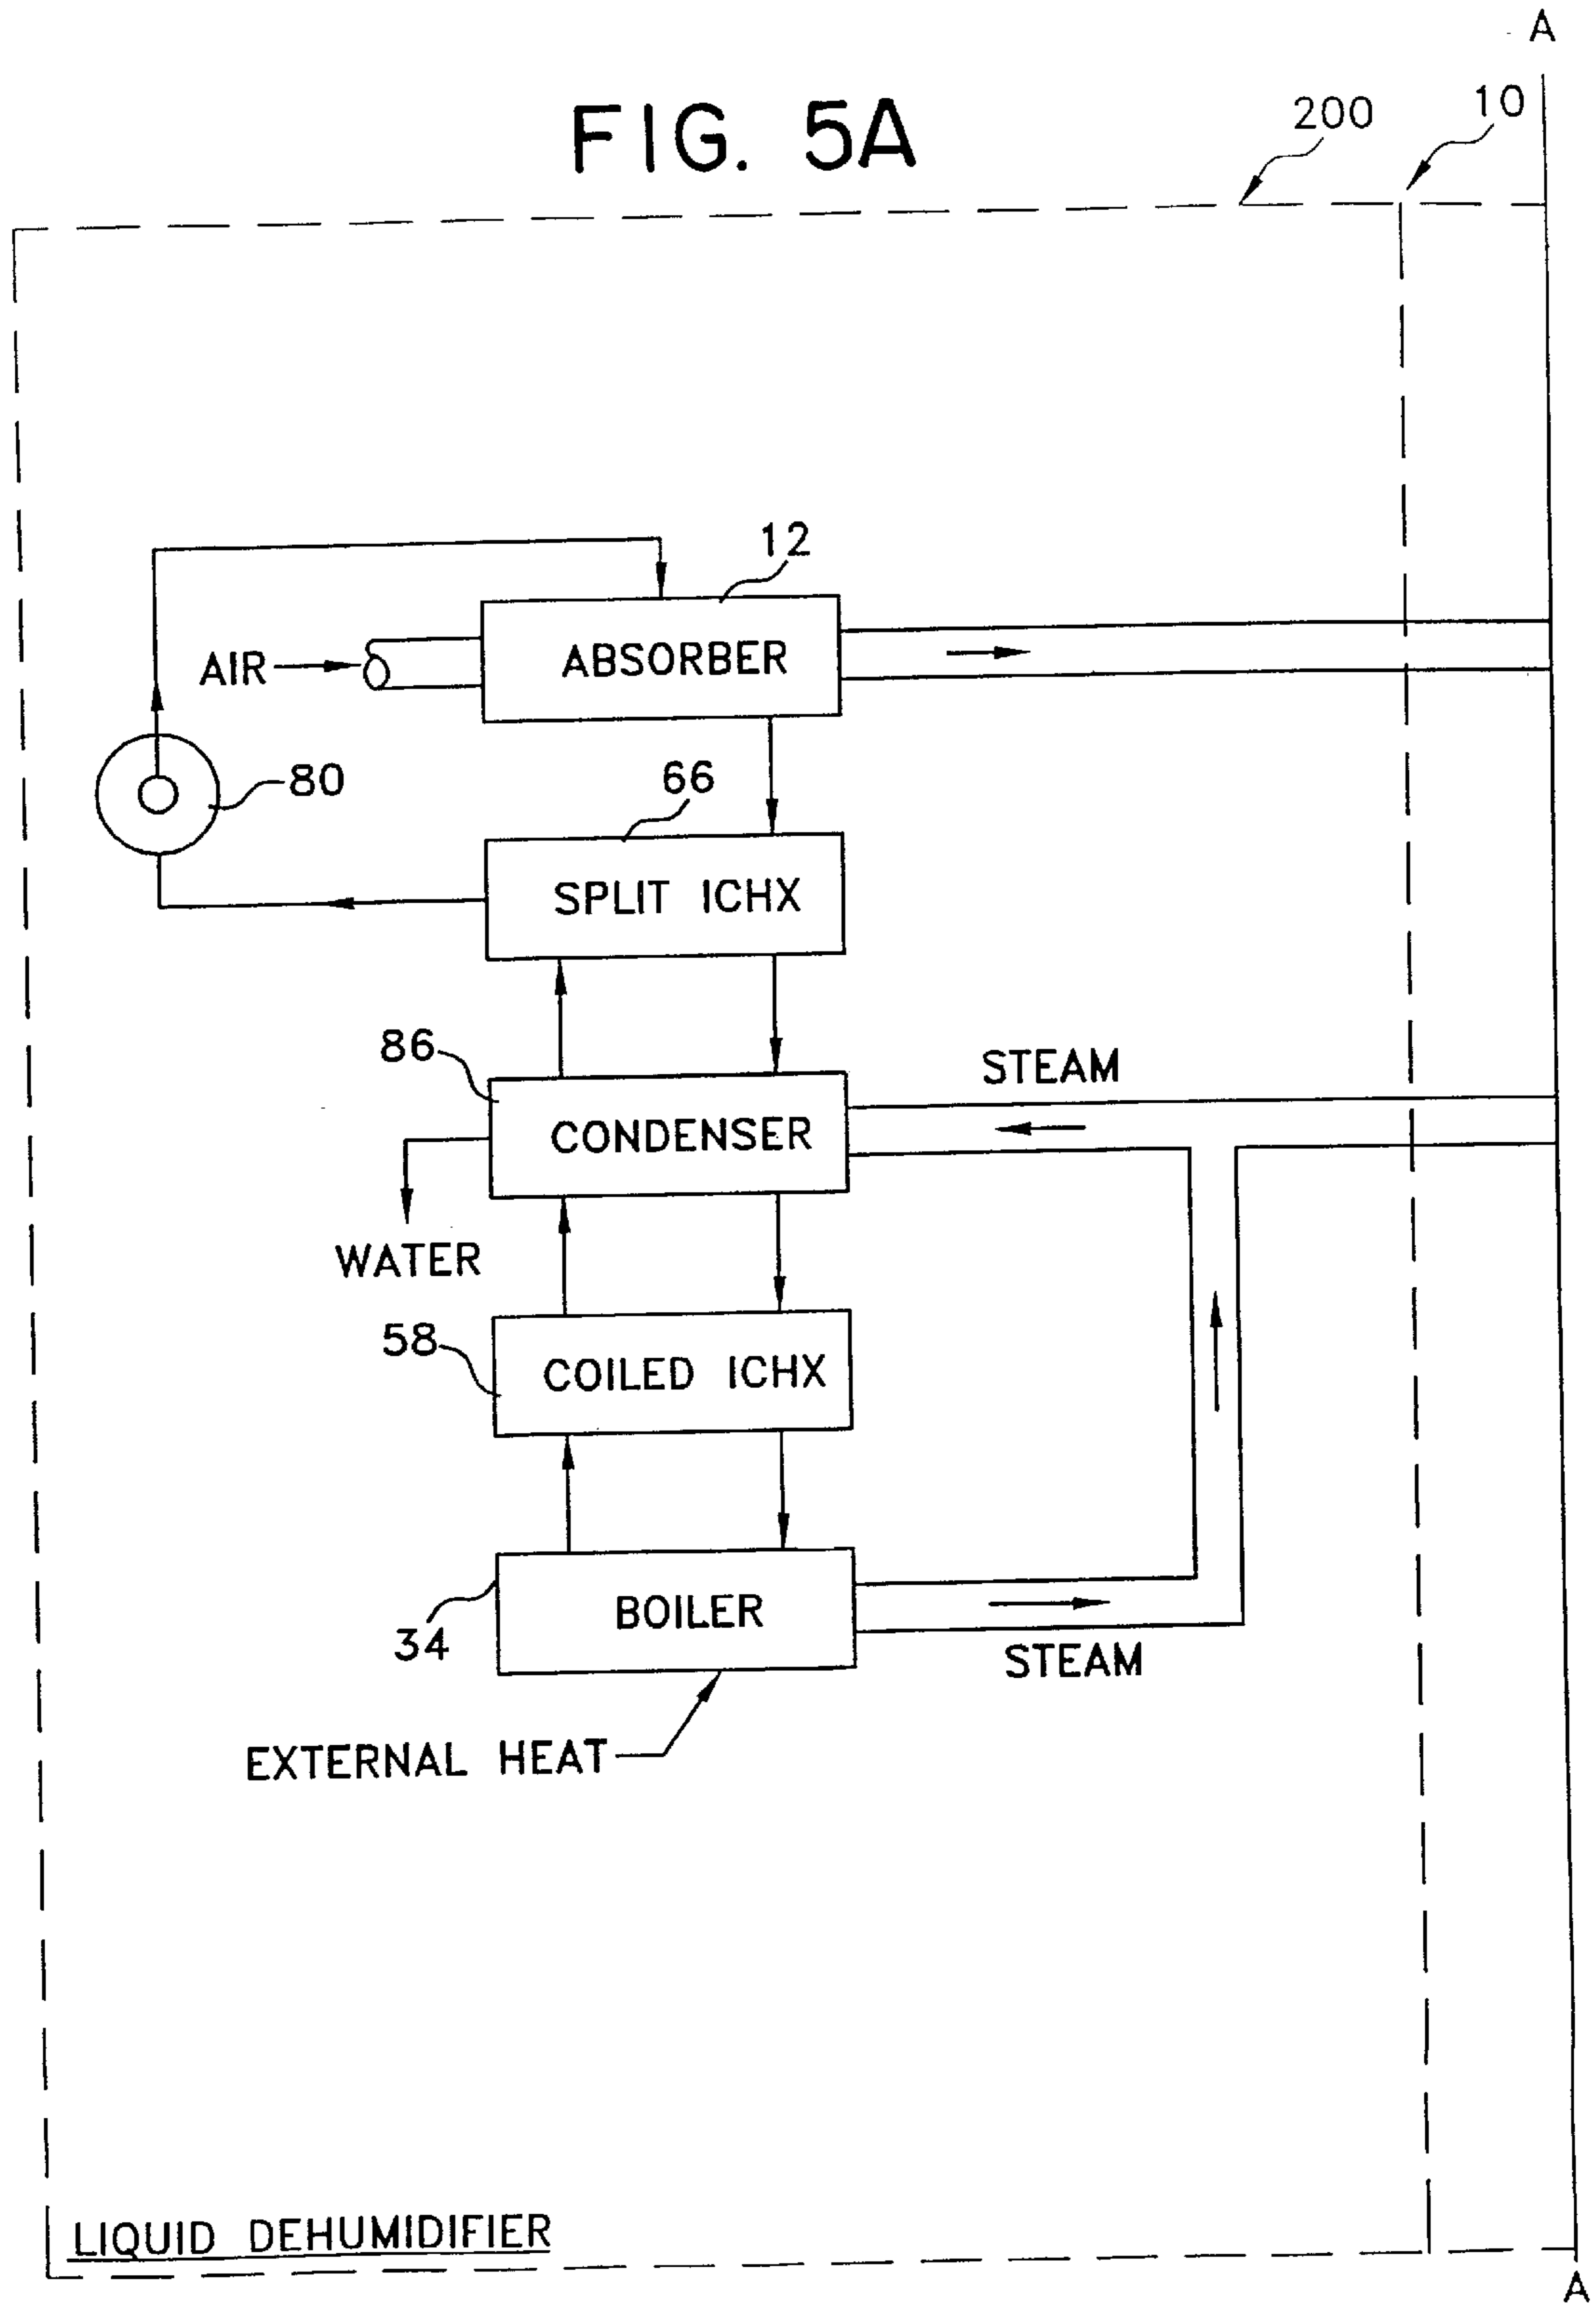 A
FIG. 5A
200
10
12
AIR
ABSORBER
80
66
SPLIT ICHX
86
STEAM
CONDENSER
WATER
58
COILED ICHX
34
BOILER
STEAM
EXTERNAL HEAT
LIQUID DEHUMIDIFIER
A